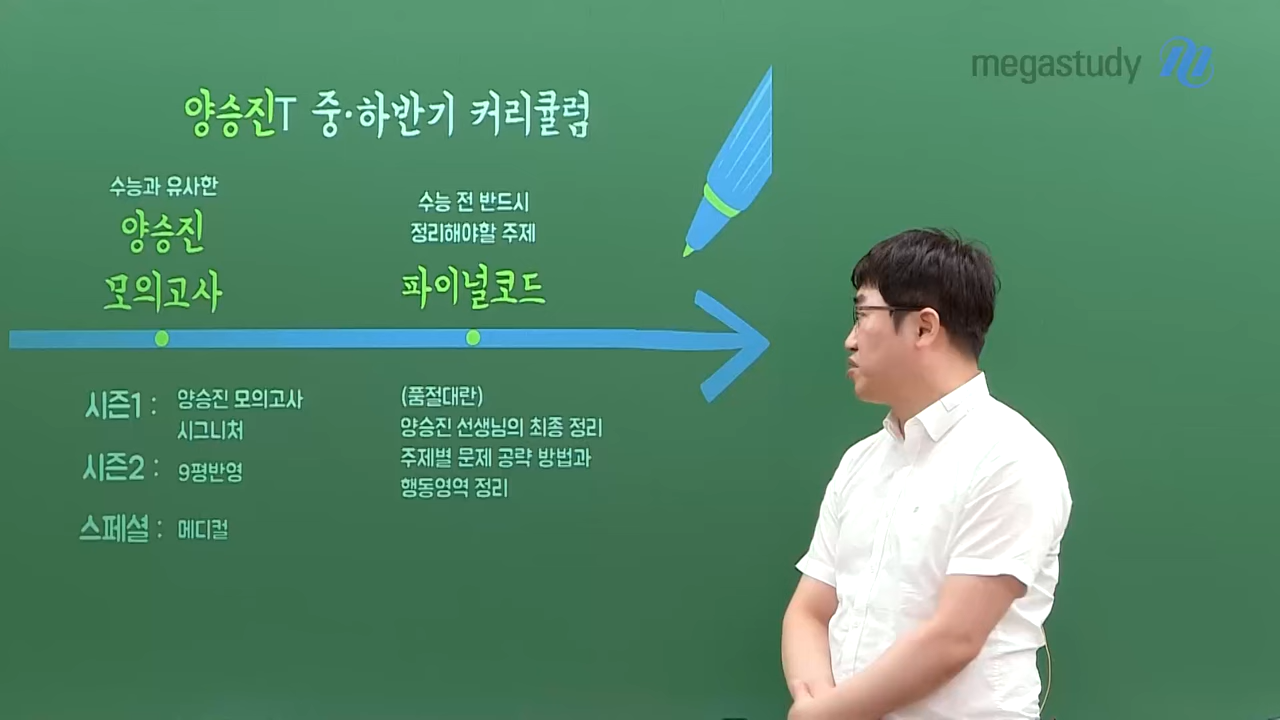 megastudy
양승진T 중·하반기 커리큘럼
수능과 유사한
양승진
모의고사
수능 전 반드시
정리해야할 주제
파이널코드
시즌1 : 양승진 모의고사
시그니처
시즌2 : 9평반영
스페셜 : 메디컬
(품절대란)
양승진 선생님의 최종 정리
주제별 문제 공략 방법과
행동영역 정리